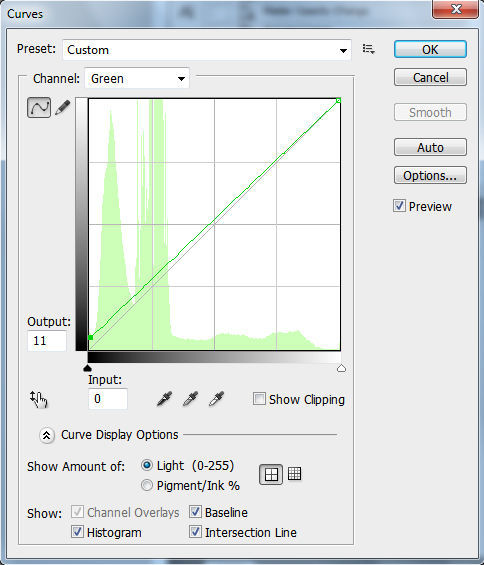 Curves
Preset: Custom
OK
Channel: Green
Cancel
Smooth
Auto
Options...
Preview
Output:
11
Input:
0
Show Clipping
Curve Display Options
Show Amount of: Light (0-255)
Pigment/Ink %
Show: Channel Overlays Baseline
Histogram Intersection Line